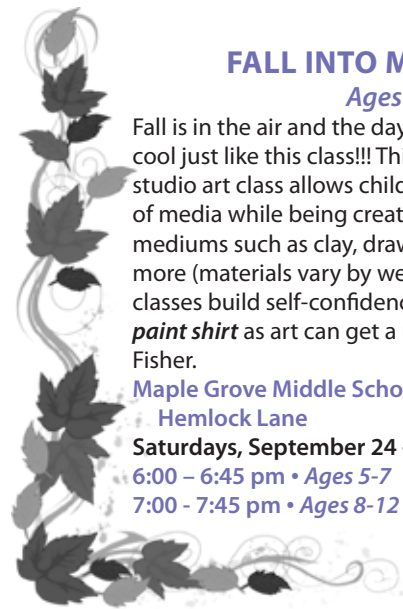 FALL INTO
Ages
Fall is in the air and the day
cool just like this class!!! Thi
studio art class allows child
of media while being creat
mediums such as clay, draw
more (materials vary by we
classes build self-confidenc
paint shirt as art can get a
Fisher.
Maple Grove Middle Scho
Hemlock Lane
Saturdays, September 24
6:00 – 6:45 pm • Ages 5-7
7:00 - 7:45 pm • Ages 8-12